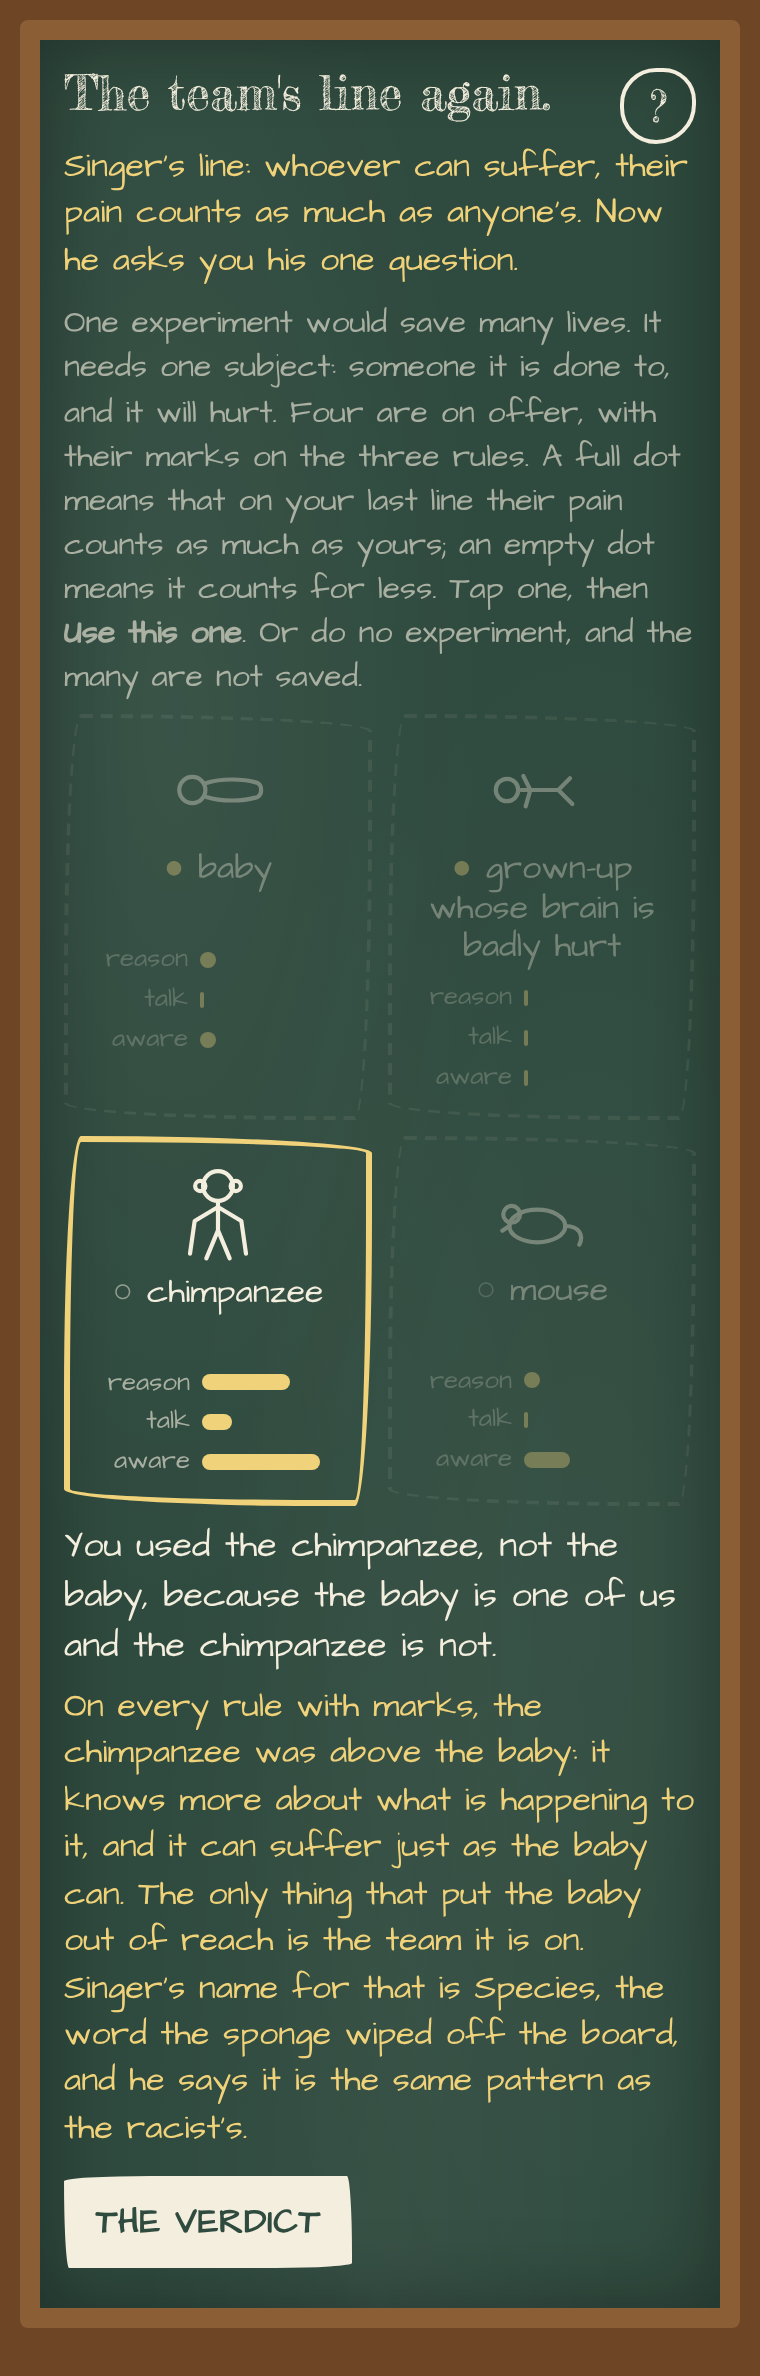 The team's line again.
?
Singer's line: whoever can suffer, their
pain counts as much as anyone's. Now
he asks you his one question.
One experiment would save many lives. It
needs one subject: someone it is done to,
and it will hurt. Four are on offer, with
their marks on the three rules. A full dot
means that on your last line their pain
counts as much as yours; an empty dot
means it counts for less. Tap one, then
Use this one. Or do no experiment, and the
many are not saved.
baby
reason
talk
aware
grown-up
whose brain is
badly hurt
reason
talk
aware
chimpanzee
reason
talk
aware
mouse
reason
talk
aware
You used the chimpanzee, not the
baby, because the baby is one of us
and the chimpanzee is not.
On every rule with marks, the
chimpanzee was above the baby: it
knows more about what is happening to
it, and it can suffer just as the baby
can. The only thing that put the baby
out of reach is the team it is on.
Singer's name for that is Species, the
word the sponge wiped off the board,
and he says it is the same pattern as
the racist's.
THE VERDICT